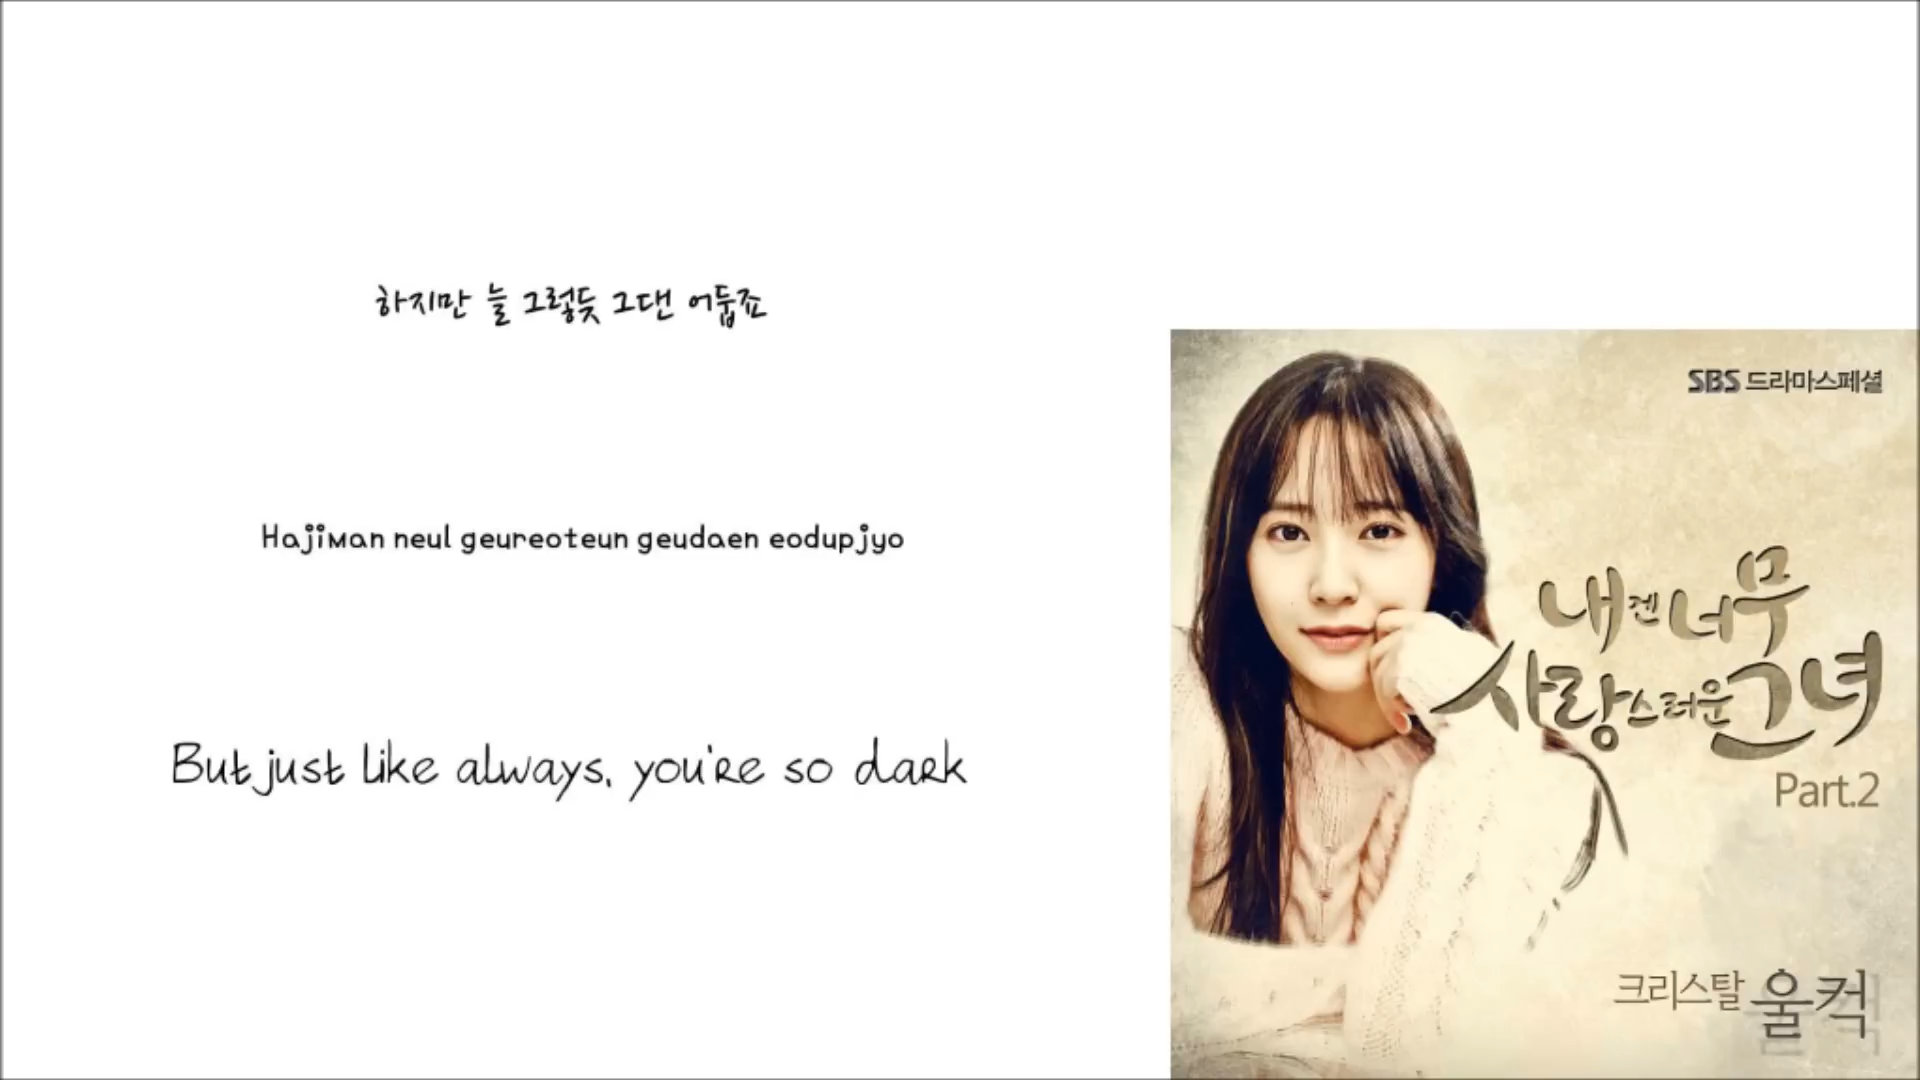 하지만 늘 그렇듯 그댄 어둡죠
Hajiman neul geureoteun geudaen eodupjyo
But just like always, you're so dark
SBS 드라마스페셜
내겐 너무
사랑스러운 그녀
Part.2
크리스탈 울컥